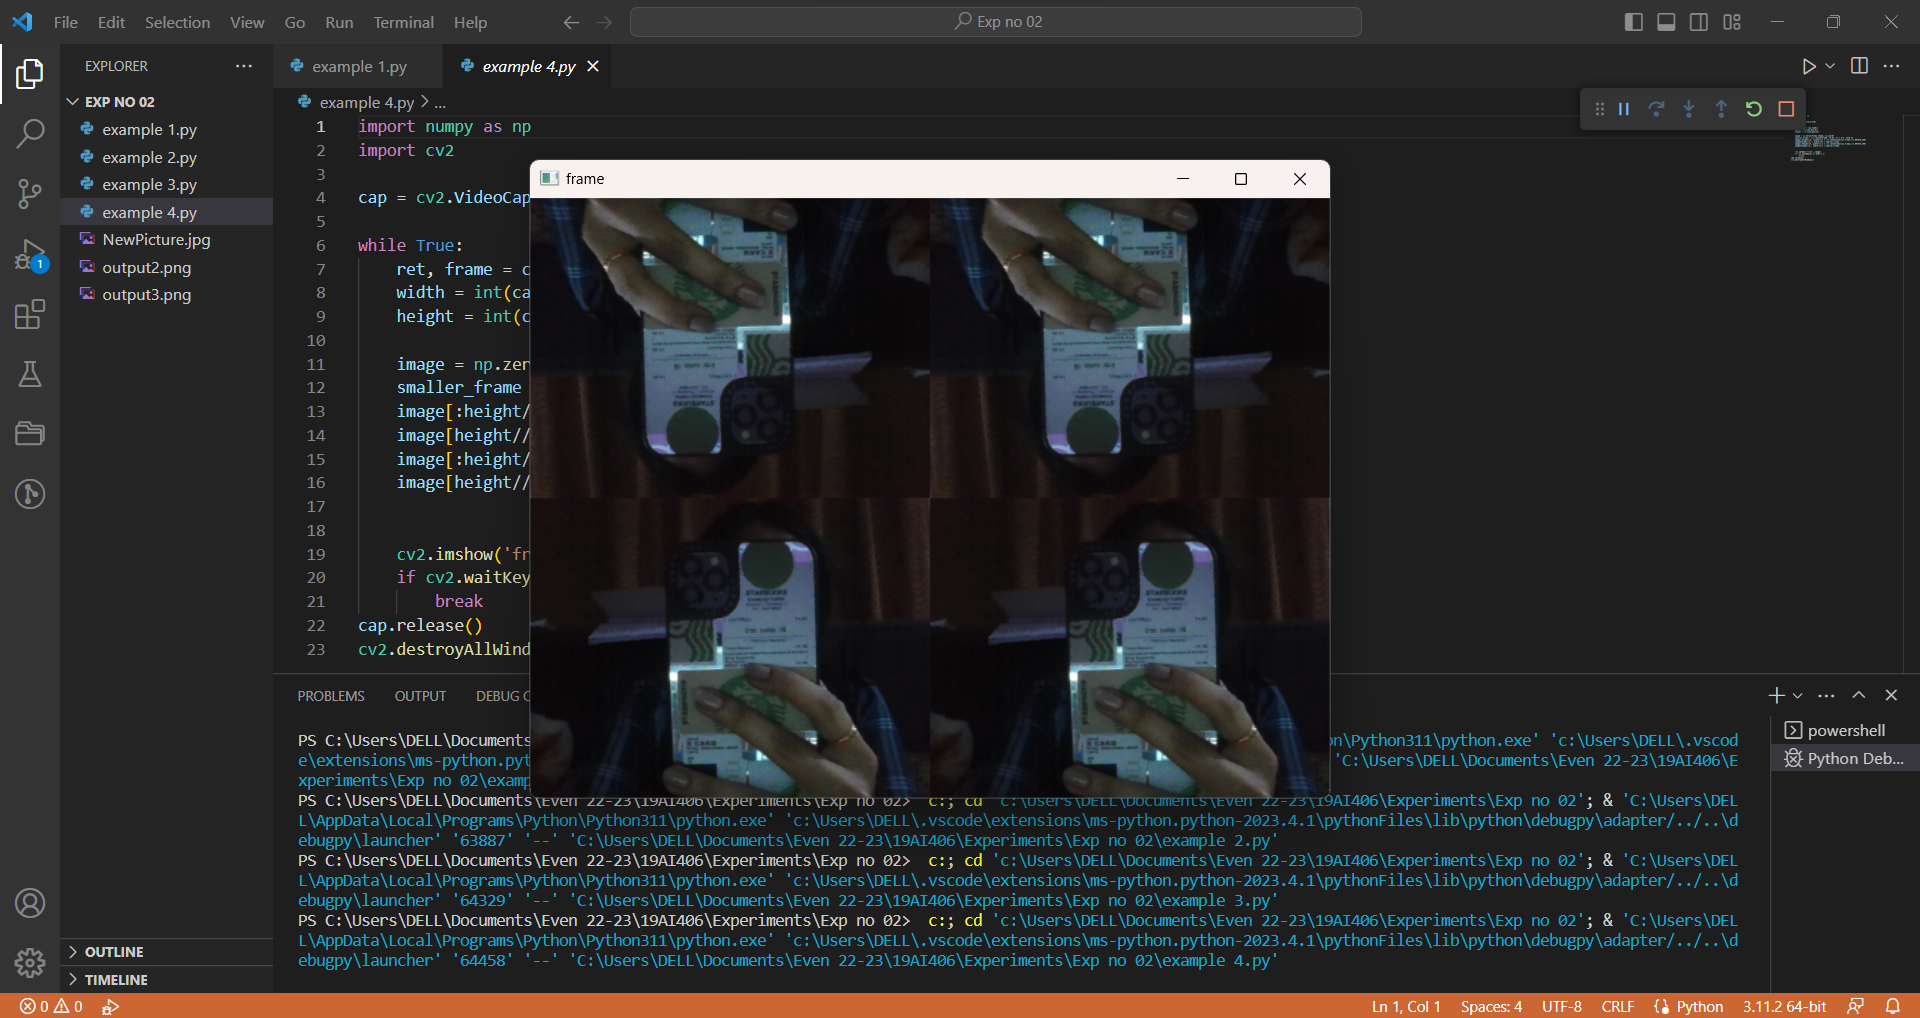 File Edit Selection View Go Run Terminal Help
Exp no 02
EXPLORER
EXP NO 02
example 1.py
example 2.py
example 3.py
example 4.py
NewPicture.jpg
output2.png
output3.png
OUTLINE
TIMELINE
1
example 1.py example 4.py
example 4.py > ...
1 import numpy as np
2 import cv2
3
4 cap = cv2.VideoCap
5
6 while True:
7 ret, frame = c
8 width = int(ca
9 height = int(c
10
11 image = np.zer
12 smaller_frame
13 image[:height/
14 image[height//
15 image[:height/
16 image[height//
17
18
19 cv2.imshow('fr
20 if cv2.waitKey
21 break
22 cap.release()
23 cv2.destroyAllWind
frame
STARBUCKS
PROBLEMS OUTPUT DEBUG C
powershell
Python Deb...
PS C:\Users\DELL\Documents on\Python311\python.exe' 'c:\Users\DELL\.vscod
e\extensions\ms-python.pyt 'C:\Users\DELL\Documents\Even 22-23\19AI406\E
xperiments\Exp no 02\examp
PS C:\Users\DELL\Documents\Even 22-23\19AI406\Experiments\Exp no 02> c:; cd 'c:\Users\DELL\Documents\Even 22-23\19AI406\Experiments\Exp no 02'; & 'C:\Users\DEL
L\AppData\Local\Programs\Python\Python311\python.exe' 'c:\Users\DELL\.vscode\extensions\ms-python.python-2023.4.1\pythonFiles\lib\python\debugpy\adapter/../..\d
ebugpy\launcher' '63887' '--' 'C:\Users\DELL\Documents\Even 22-23\19AI406\Experiments\Exp no 02\example 2.py'
PS C:\Users\DELL\Documents\Even 22-23\19AI406\Experiments\Exp no 02> c:; cd 'c:\Users\DELL\Documents\Even 22-23\19AI406\Experiments\Exp no 02'; & 'C:\Users\DEL
L\AppData\Local\Programs\Python\Python311\python.exe' 'c:\Users\DELL\.vscode\extensions\ms-python.python-2023.4.1\pythonFiles\lib\python\debugpy\adapter/../..\d
ebugpy\launcher' '64329' '--' 'C:\Users\DELL\Documents\Even 22-23\19AI406\Experiments\Exp no 02\example 3.py'
PS C:\Users\DELL\Documents\Even 22-23\19AI406\Experiments\Exp no 02> c:; cd 'c:\Users\DELL\Documents\Even 22-23\19AI406\Experiments\Exp no 02'; & 'C:\Users\DEL
L\AppData\Local\Programs\Python\Python311\python.exe' 'c:\Users\DELL\.vscode\extensions\ms-python.python-2023.4.1\pythonFiles\lib\python\debugpy\adapter/../..\d
ebugpy\launcher' '64458' '--' 'C:\Users\DELL\Documents\Even 22-23\19AI406\Experiments\Exp no 02\example 4.py'
0 0 Ln 1, Col 1 Spaces: 4 UTF-8 CRLF Python 3.11.2 64-bit